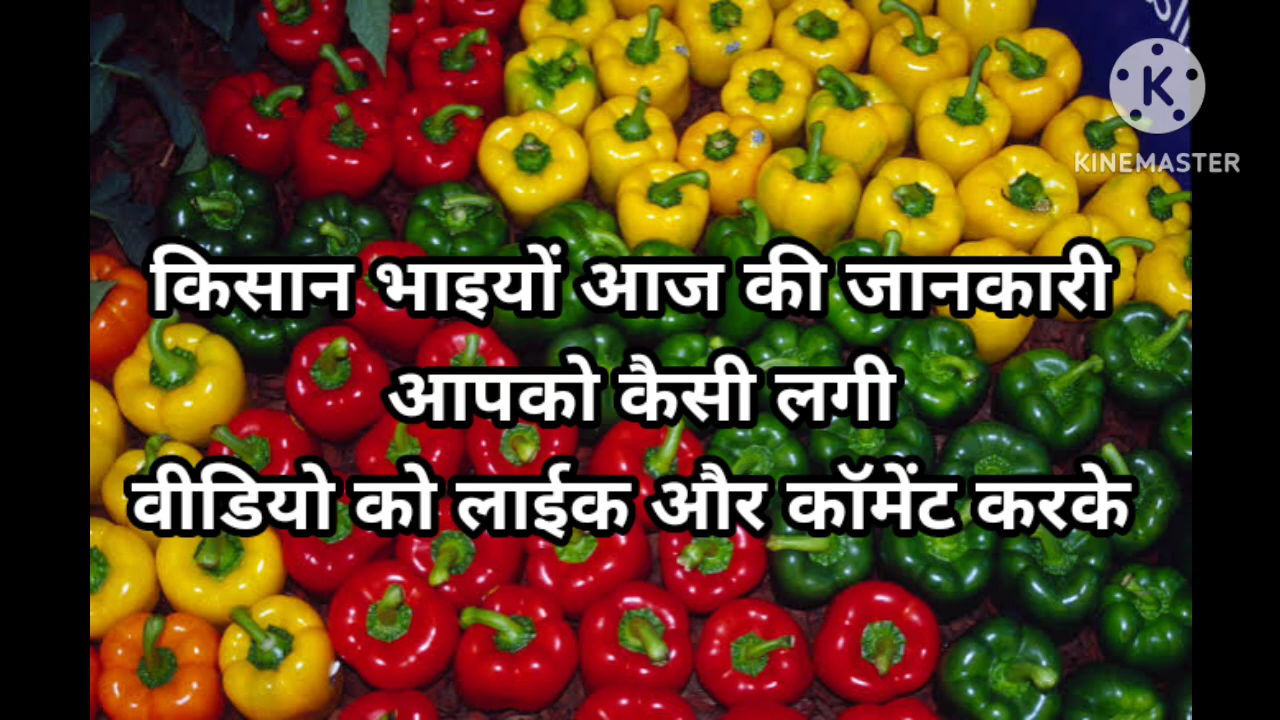 K
KINEMASTER
किसान भाइयों आज की जानकारी
आपको कैसी लगी
वीडियो को लाईक और कॉमेंट करके